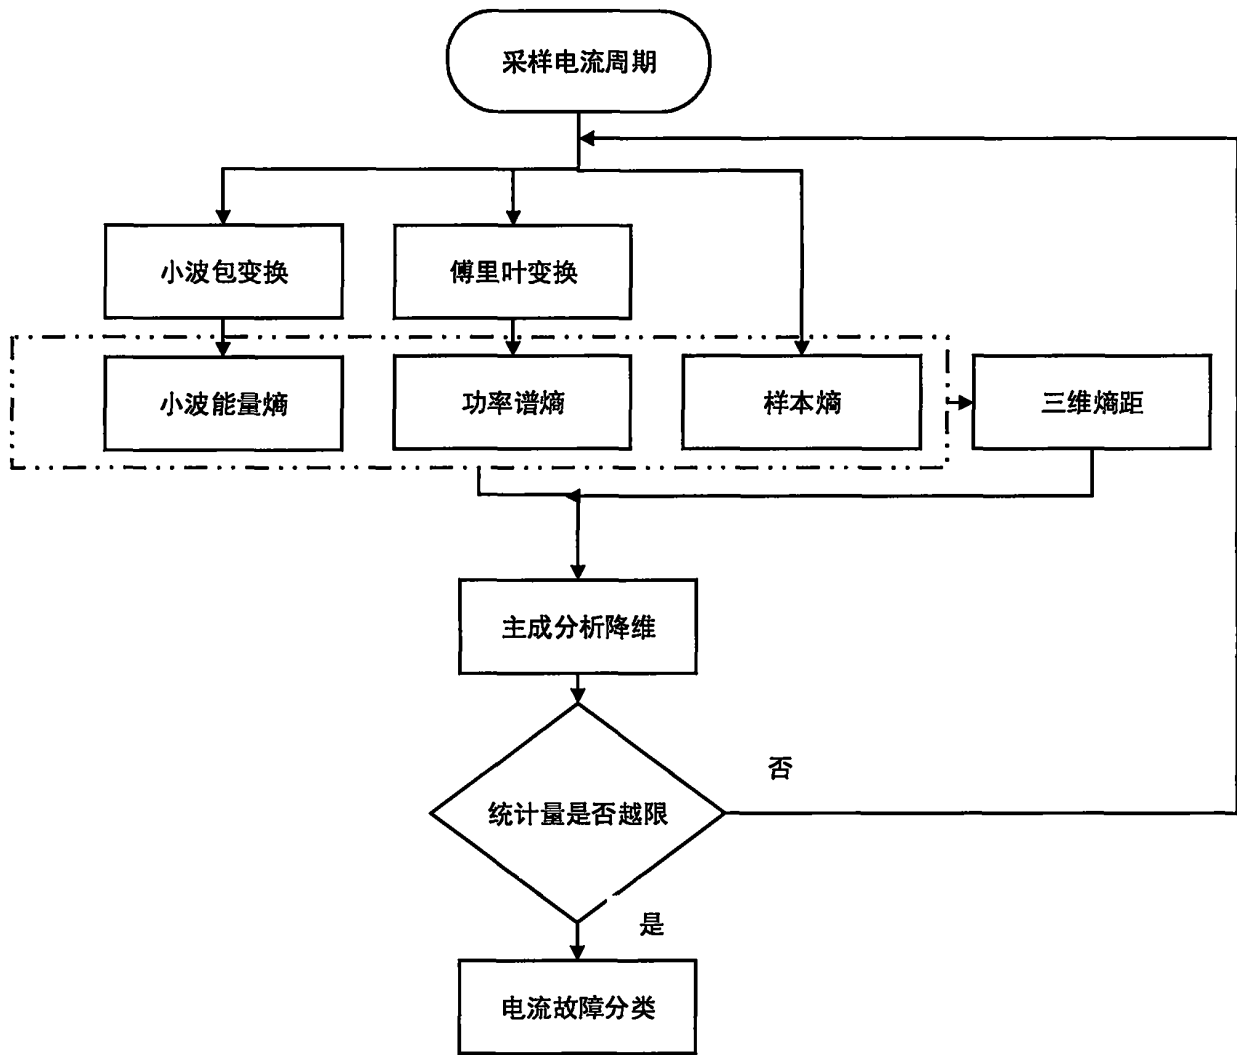 采样电流周期
小波包变换
傅里叶变换
小波能量熵
功率谱熵
样本熵
三维熵距
主成分析降维
否
统计量是否越限
是
电流故障分类